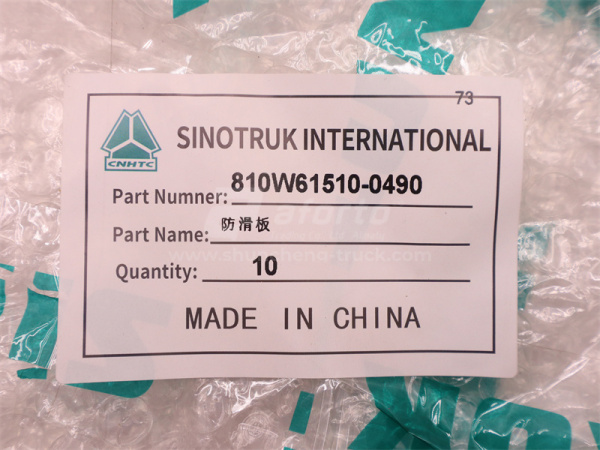 73
SINOTRUK INTERNATIONAL
CNHTC
Part Numner: 810W61510-0490
Part Name: 防滑板
Quantity: 10
MADE IN CHINA